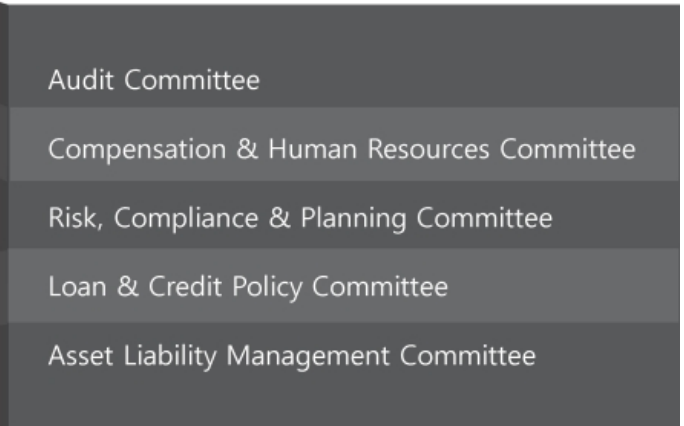 Audit Committee
Compensation & Human Resources Committee
Risk, Compliance & Planning Committee
Loan & Credit Policy Committee
Asset Liability Management Committee